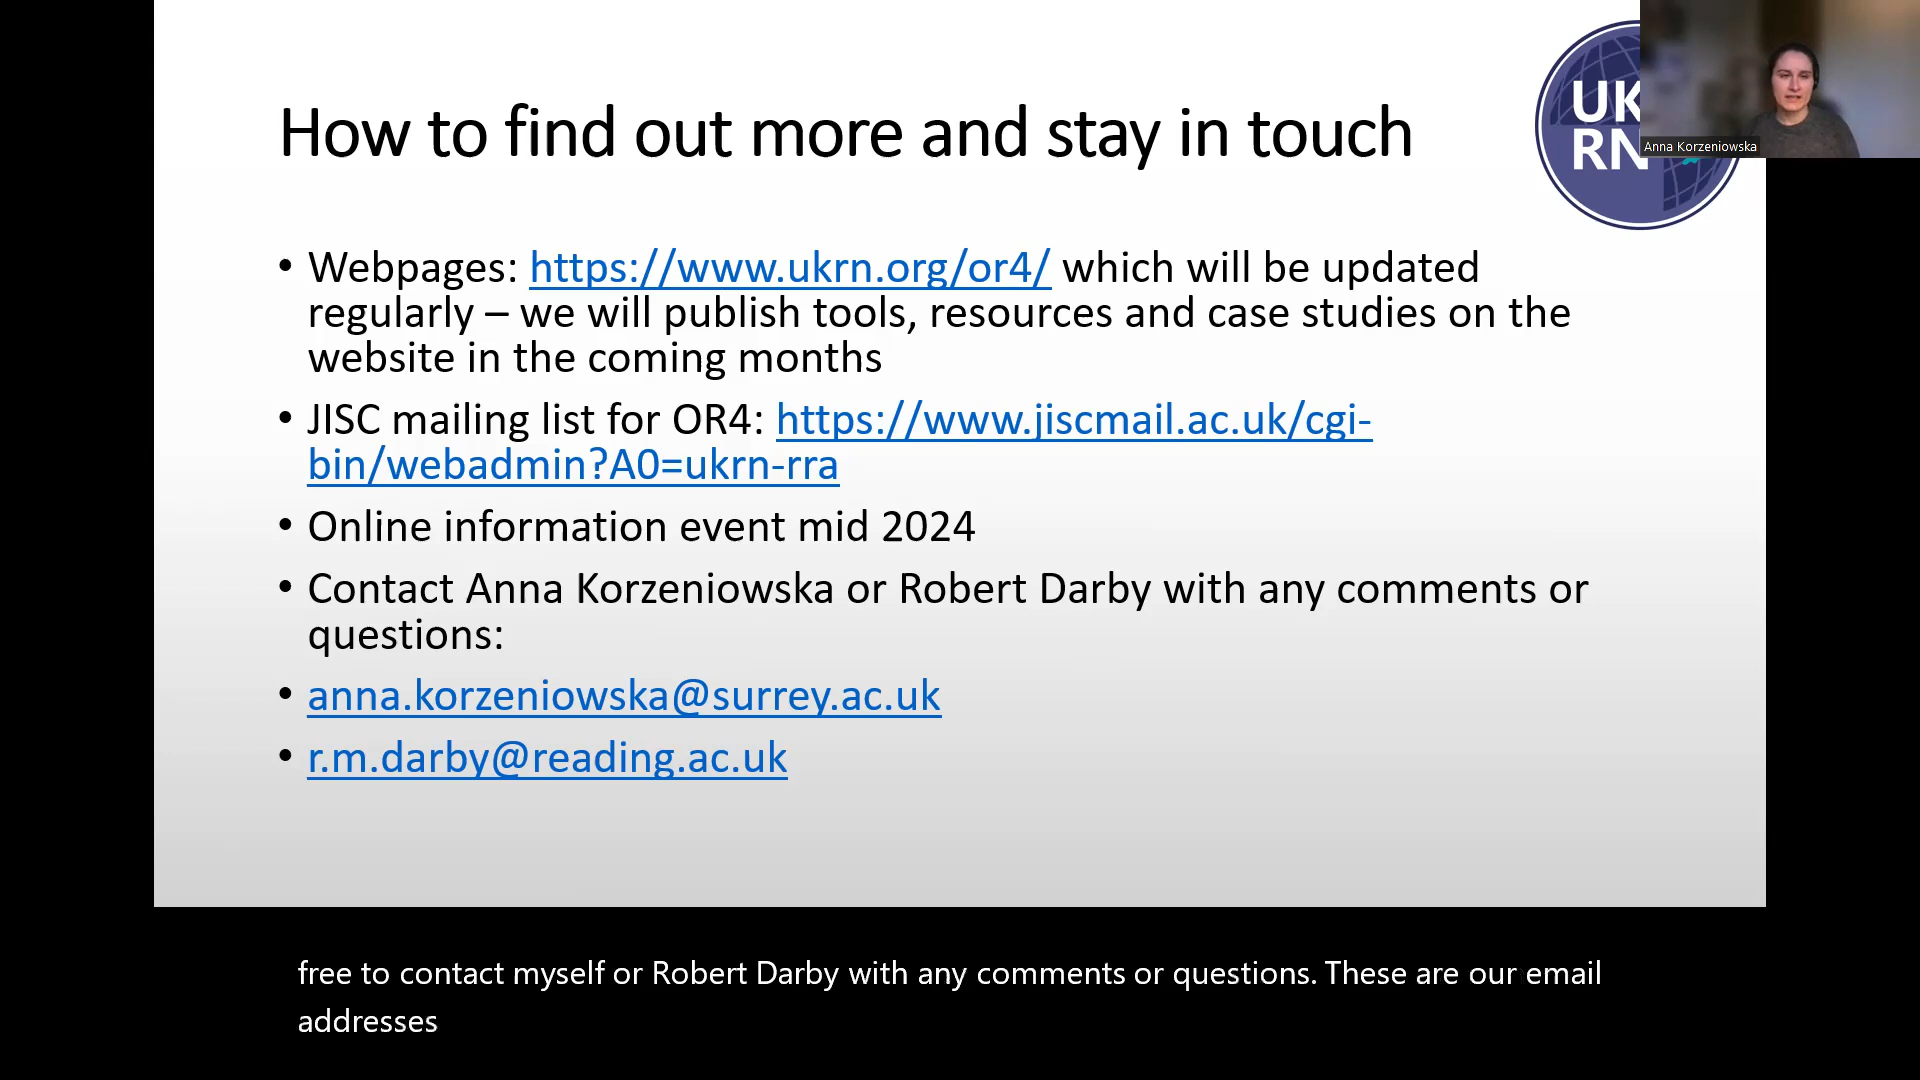 How to find out more and stay in touch
UK
RN
Anna Korzeniowska
• Webpages: https://www.ukrn.org/or4/ which will be updated
regularly – we will publish tools, resources and case studies on the
website in the coming months
• JISC mailing list for OR4: https://www.jiscmail.ac.uk/cgi-
bin/webadmin?A0=ukrn-rra
• Online information event mid 2024
• Contact Anna Korzeniowska or Robert Darby with any comments or
questions:
• anna.korzeniowska@surrey.ac.uk
• r.m.darby@reading.ac.uk
free to contact myself or Robert Darby with any comments or questions. These are our email
addresses